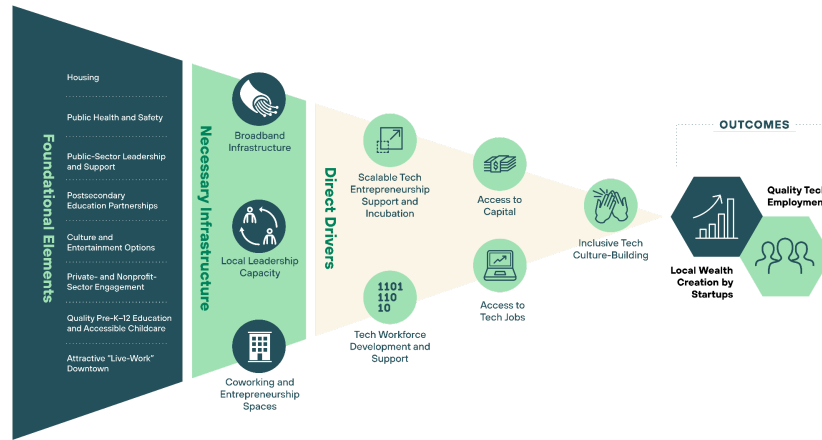 Foundational Elements
Housing
Public Health and Safety
Public-Sector Leadership
and Support
Postsecondary
Education Partnerships
Culture and
Entertainment Options
Private- and Nonprofit-
Sector Engagement
Quality Pre-K–12 Education
and Accessible Childcare
Attractive "Live-Work"
Downtown
Necessary Infrastructure
Broadband
Infrastructure
Local Leadership
Capacity
Coworking and
Entrepreneurship
Spaces
Direct Drivers
Scalable Tech
Entrepreneurship
Support and
Incubation
1101
110
10
Tech Workforce
Development and
Support
$
Access to
Capital
Access to
Tech Jobs
Inclusive Tech
Culture-Building
OUTCOMES
Local Wealth
Creation by
Startups
Quality Tech
Employmen